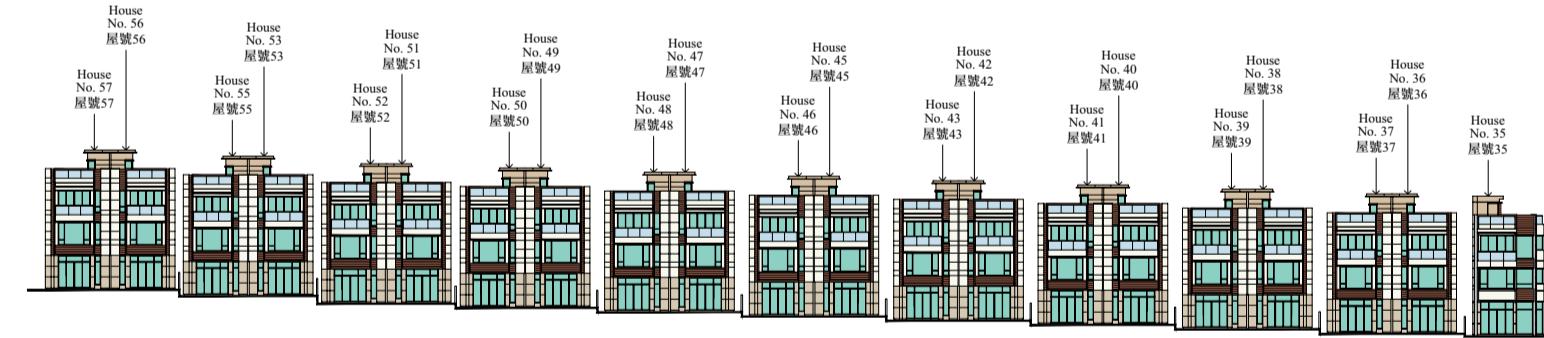 House
No. 56
屋號56
House
No. 57
屋號57
House
No. 53
屋號53
House
No. 55
屋號55
House
No. 51
屋號51
House
No. 52
屋號52
House
No. 49
屋號49
House
No. 50
屋號50
House
No. 47
屋號47
House
No. 48
屋號48
House
No. 45
屋號45
House
No. 46
屋號46
House
No. 42
屋號42
House
No. 43
屋號43
House
No. 40
屋號40
House
No. 41
屋號41
House
No. 38
屋號38
House
No. 39
屋號39
House
No. 36
屋號36
House
No. 37
屋號37
House
No. 35
屋號35